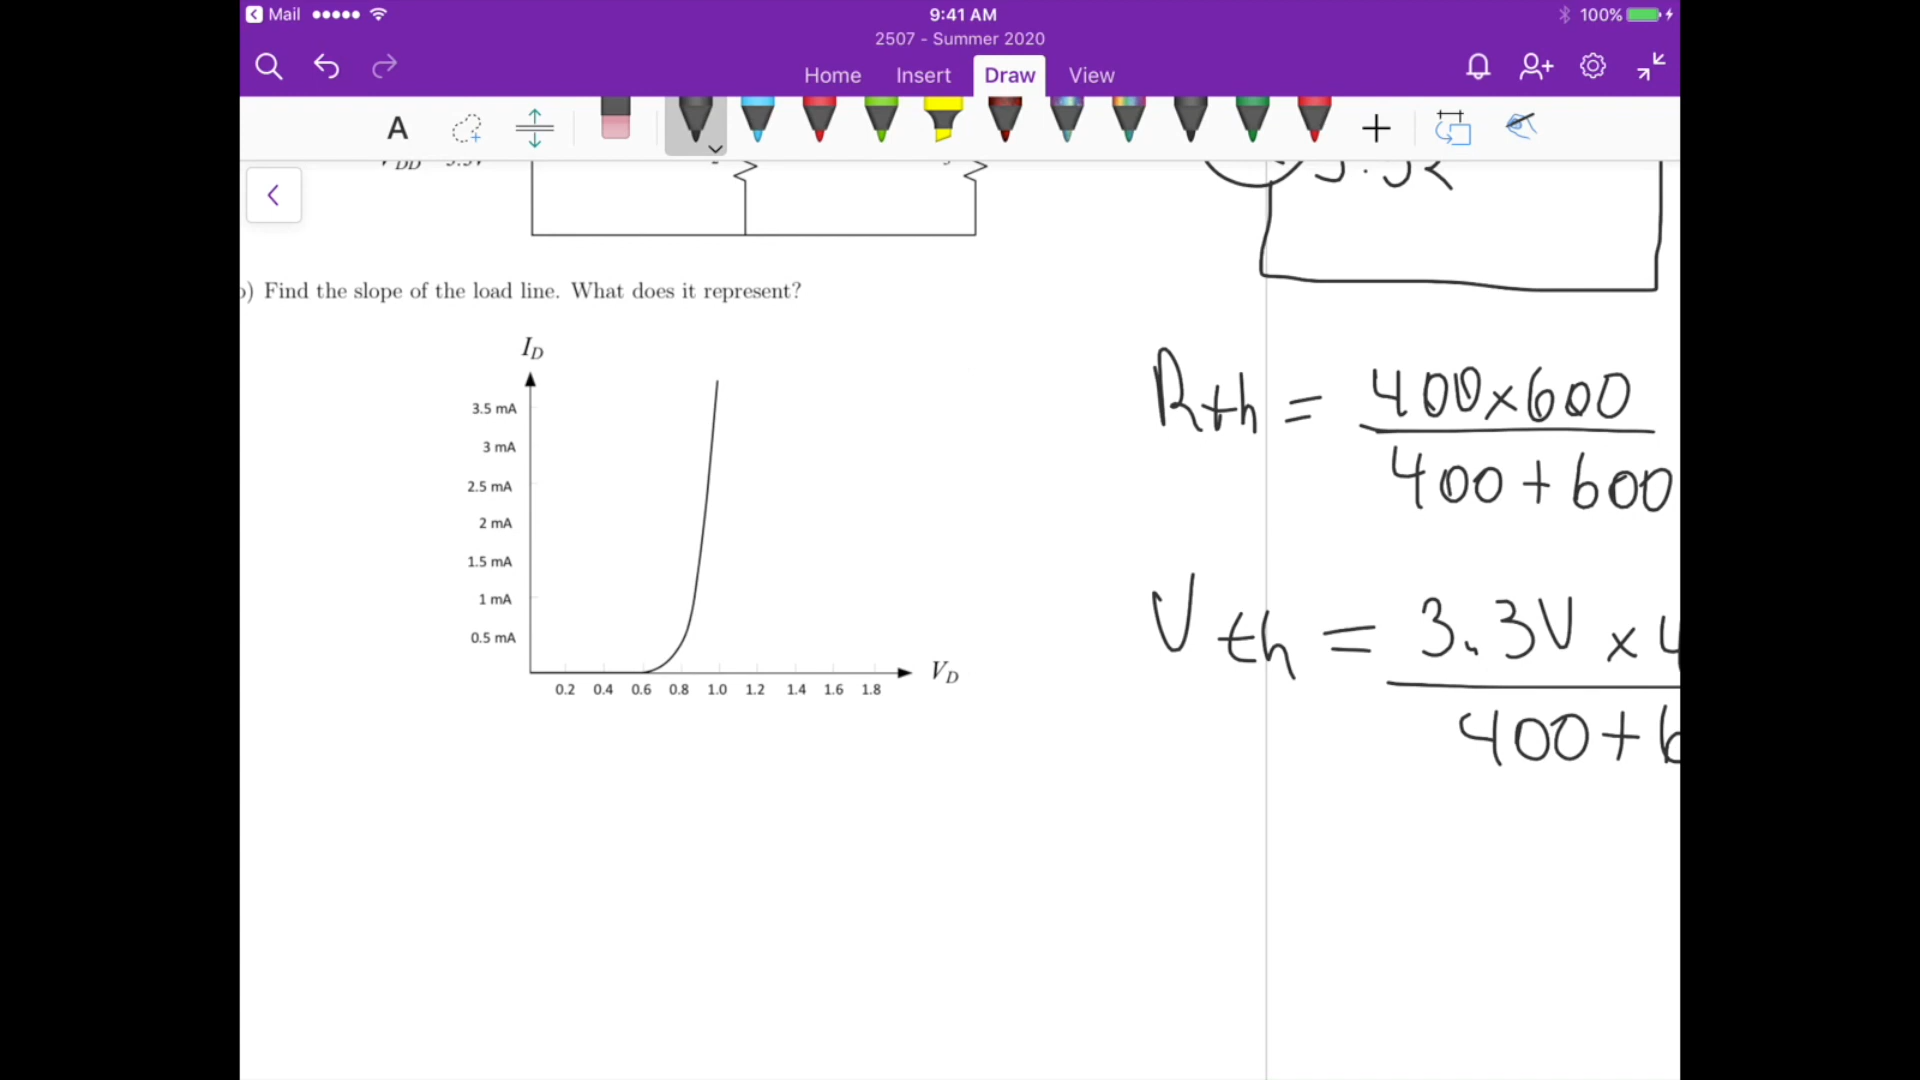 Mail
9:41 AM
100%
2507 - Summer 2020
Home Insert Draw View
A
b) Find the slope of the load line. What does it represent?
I_D
3.5 mA
3 mA
2.5 mA
2 mA
1.5 mA
1 mA
0.5 mA
0.2 0.4 0.6 0.8 1.0 1.2 1.4 1.6 1.8
V_D
Rth = 400x600
400 + 600
Vth = 3.3V x 4
400+6